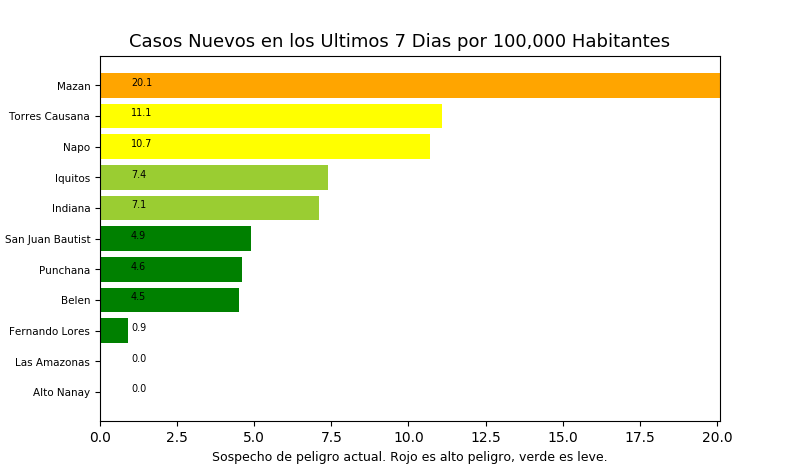 Casos Nuevos en los Ultimos 7 Dias por 100,000 Habitantes
Mazan 20.1
Torres Causana 11.1
Napo 10.7
Iquitos 7.4
Indiana 7.1
San Juan Bautist 4.9
Punchana 4.6
Belen 4.5
Fernando Lores 0.9
Las Amazonas 0.0
Alto Nanay 0.0
0.0 2.5 5.0 7.5 10.0 12.5 15.0 17.5 20.0
Sospecho de peligro actual. Rojo es alto peligro, verde es leve.